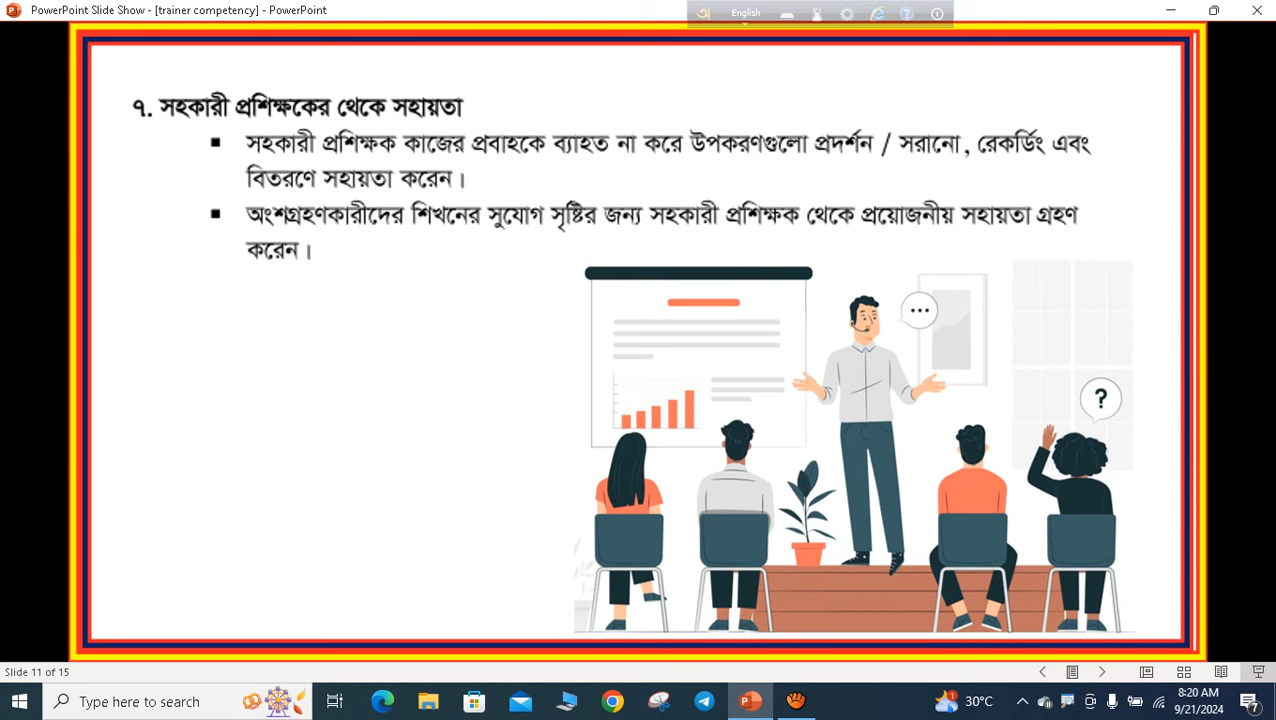 PowerPoint Slide Show - [trainer competency] - PowerPoint
অ English
৭. সহকারী প্রশিক্ষকের থেকে সহায়তা
▪ সহকারী প্রশিক্ষক কাজের প্রবাহকে ব্যাহত না করে উপকরণগুলো প্রদর্শন / সরানো, রেকর্ডিং এবং
বিতরণে সহায়তা করেন।
▪ অংশগ্রহণকারীদের শিখনের সুযোগ সৃষ্টির জন্য সহকারী প্রশিক্ষক থেকে প্রয়োজনীয় সহায়তা গ্রহণ
করেন।
...
?
Slide 11 of 15
Type here to search
1
30°C
8:20 AM
9/21/2024
7